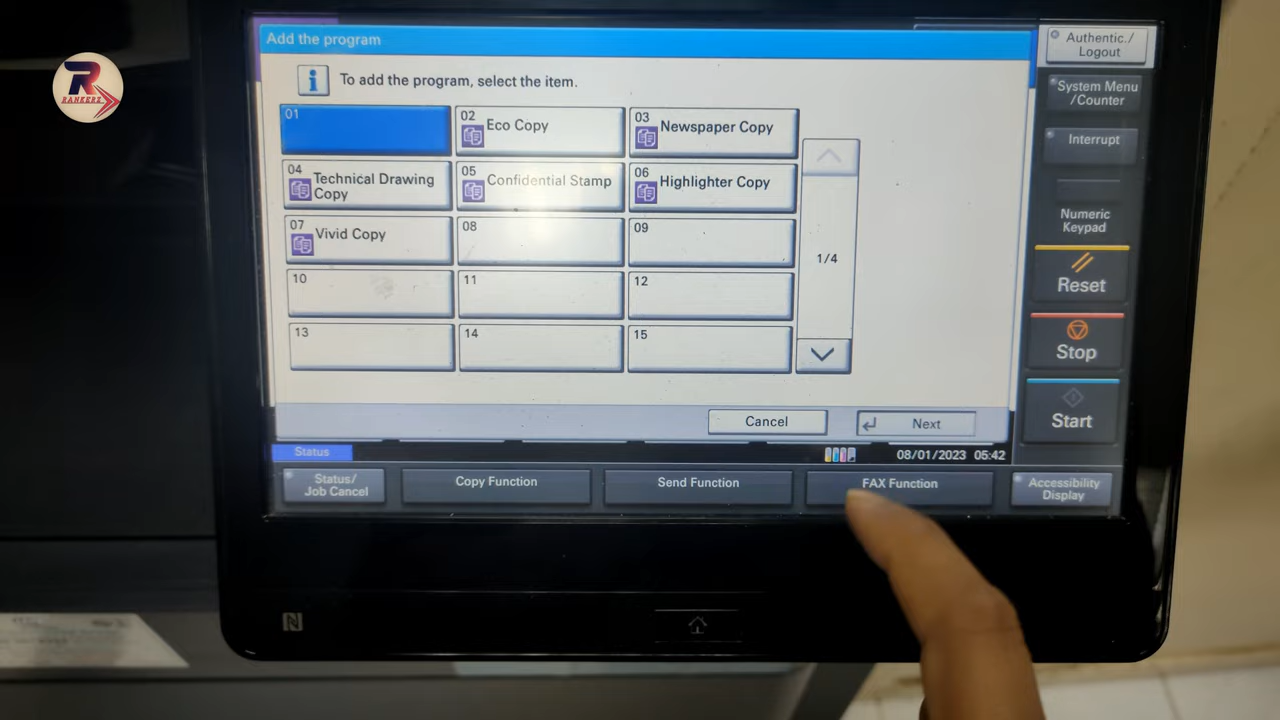 R
RANKERS
Add the program
Authentic./
Logout
To add the program, select the item.
System Menu
/Counter
01
02
Eco Copy
03
Newspaper Copy
Interrupt
04
Technical Drawing
Copy
05
Confidential Stamp
06
Highlighter Copy
Numeric
Keypad
07
Vivid Copy
08
09
1/4
Reset
10
11
12
13
14
15
Stop
Cancel
Next
Start
Status
08/01/2023 05:42
Status/
Job Cancel
Copy Function
Send Function
FAX Function
Accessibility
Display